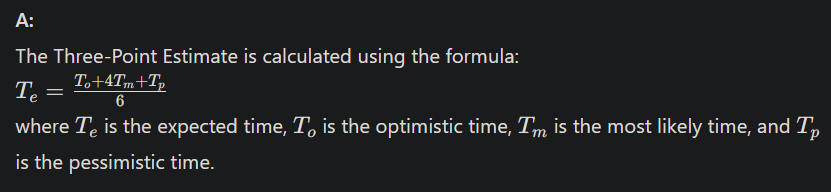 A:
The Three-Point Estimate is calculated using the formula:
$T_e = \frac{T_o+4T_m+T_p}{6}$
where $T_e$ is the expected time, $T_o$ is the optimistic time, $T_m$ is the most likely time, and $T_p$
is the pessimistic time.